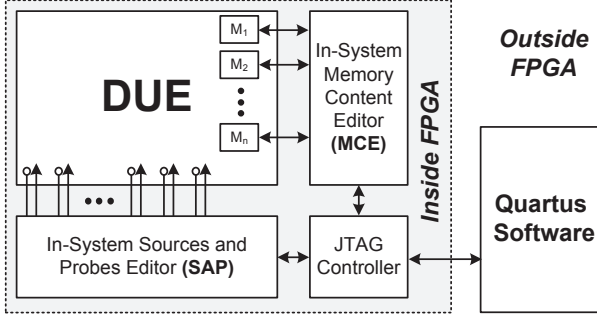 DUE
M1
M2
Mn
In-System
Memory
Content
Editor
(MCE)
Inside FPGA
Outside
FPGA
In-System Sources and
Probes Editor (SAP)
JTAG
Controller
Quartus
Software